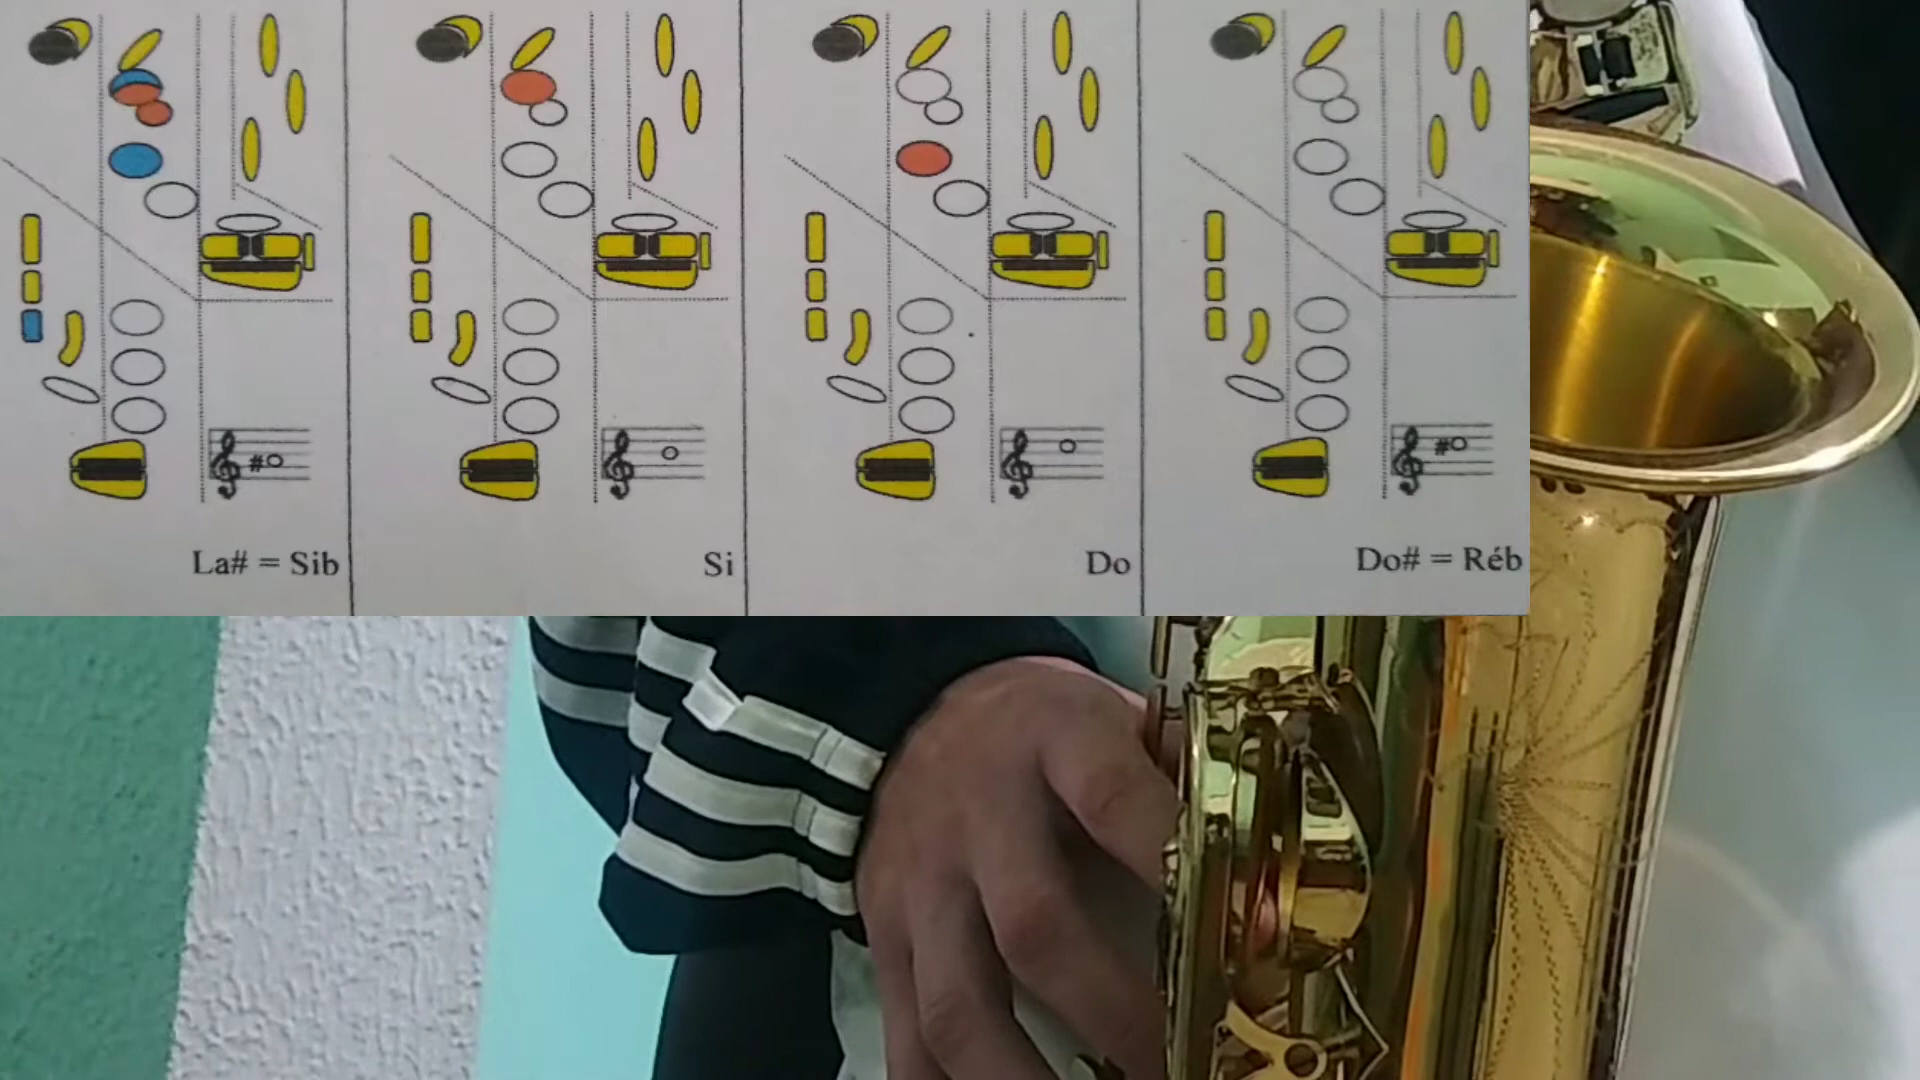 La# = Sib
Si
Do
Do# = Réb